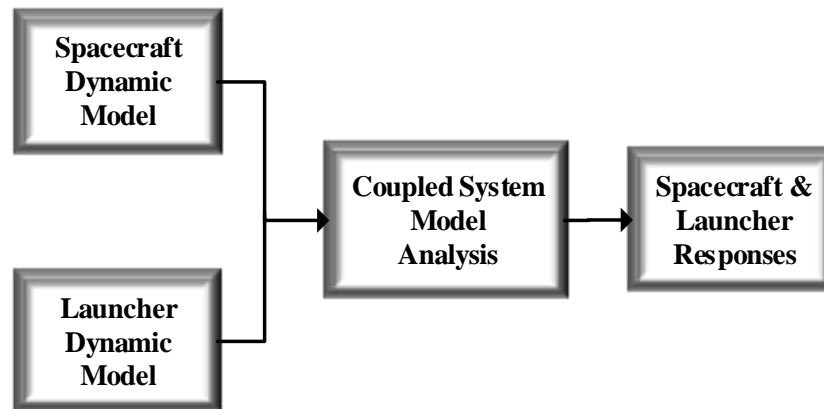 Spacecraft
Dynamic
Model
Launcher
Dynamic
Model
Coupled System
Model
Analysis
Spacecraft &
Launcher
Responses